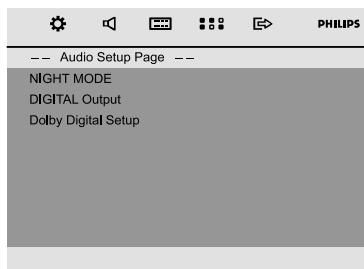 PHILIPS
-- Audio Setup Page --
NIGHT MODE
DIGITAL Output
Dolby Digital Setup